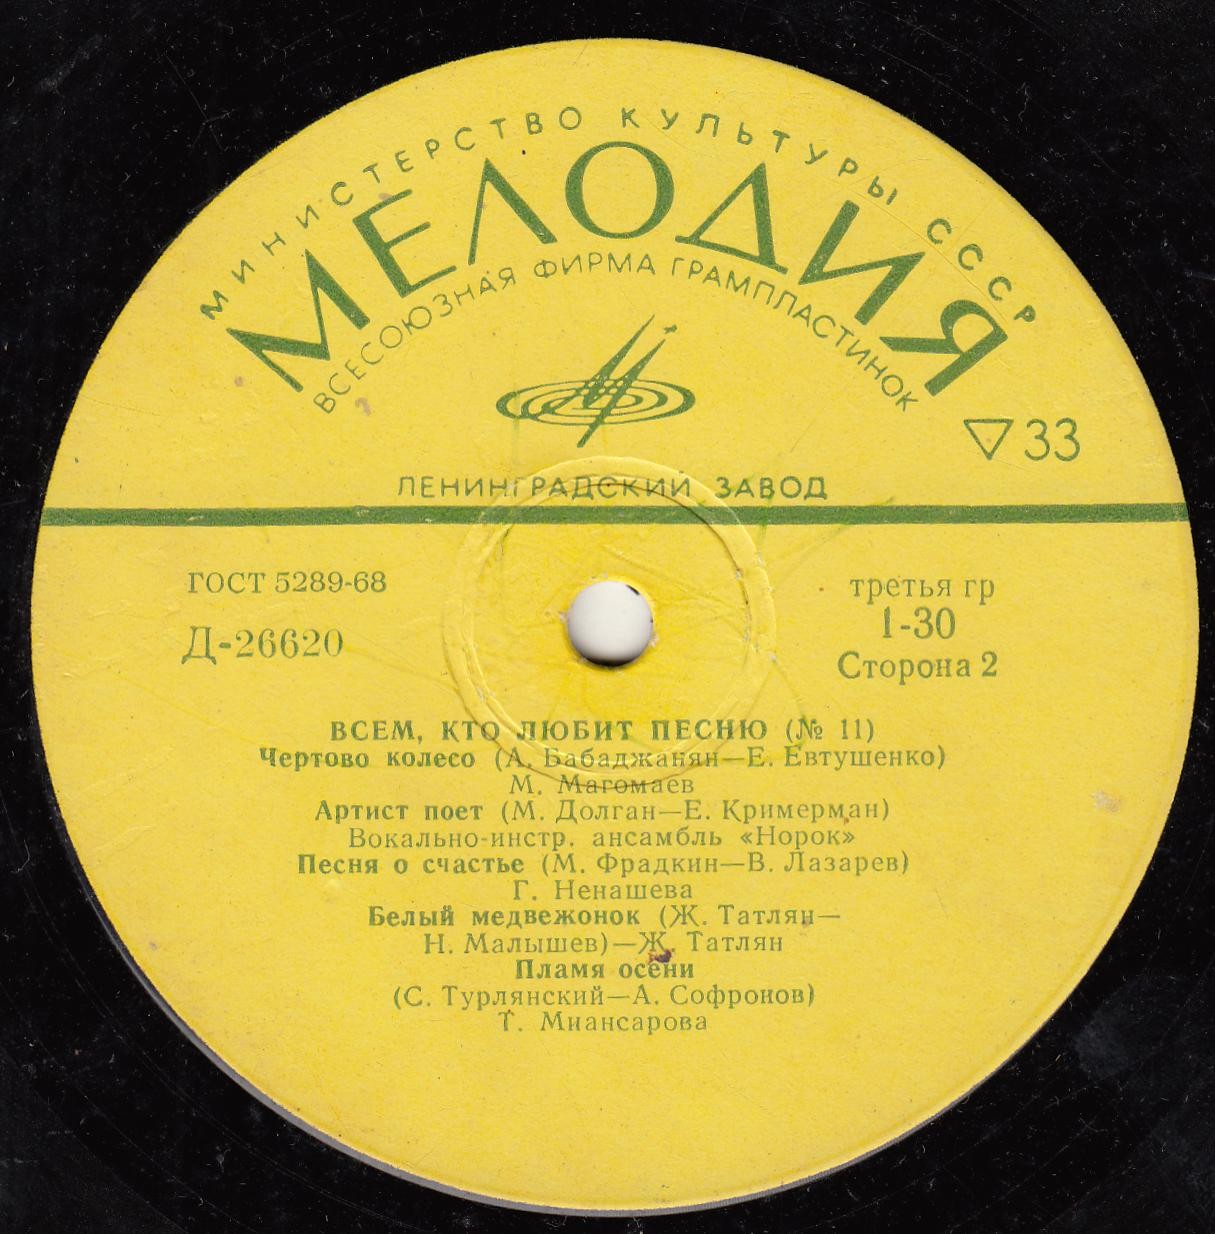 МИНИСТЕРСТВО КУЛЬТУРЫ СССР
МЕЛОДИЯ
ВСЕСОЮЗНАЯ ФИРМА ГРАМПЛАСТИНОК
33
ЛЕНИНГРАДСКИЙ ЗАВОД
ГОСТ 5289-68
Д-26620
третья гр
1-30
Сторона 2
ВСЕМ, КТО ЛЮБИТ ПЕСНЮ (№ 11)
Чертово колесо (А. Бабаджанян—Е. Евтушенко)
М. Магомаев
Артист поет (М. Долган—Е. Кримерман)
Вокально-инстр. ансамбль «Норок»
Песня о счастье (М. Фрадкин—В. Лазарев)
Г. Ненашева
Белый медвежонок (Ж. Татлян—
Н. Малышев)—Ж. Татлян
Пламя осени
(С. Турлянский—А. Софронов)
Т. Миансарова